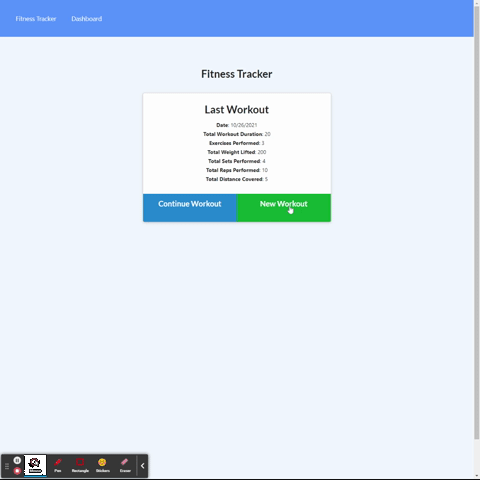 Fitness Tracker Dashboard
Fitness Tracker
Last Workout
Date: 10/26/2021
Total Workout Duration: 20
Exercises Performed: 3
Total Weight Lifted: 200
Total Sets Performed: 4
Total Reps Performed: 10
Total Distance Covered: 5
Continue Workout New Workout
Pen Rectangle Stickers Eraser